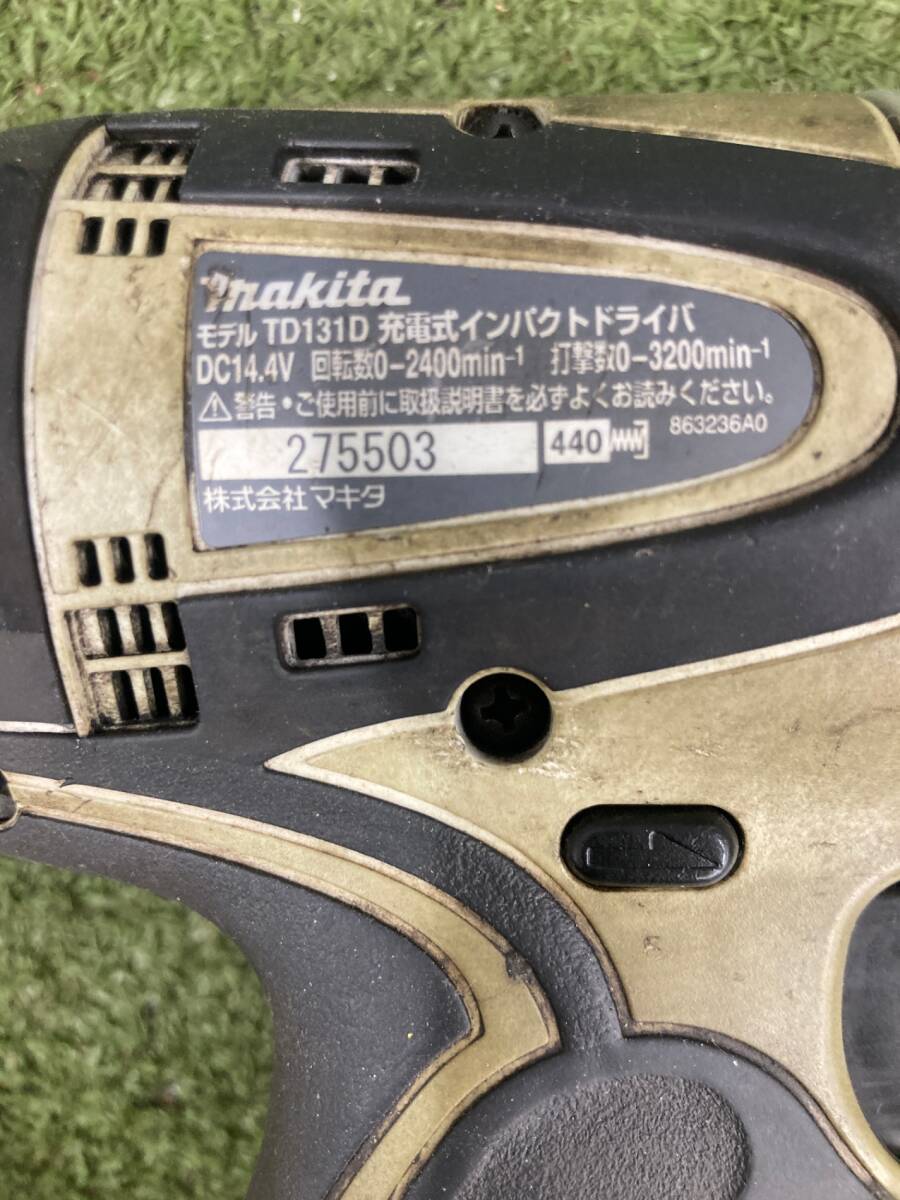 makita
モデル TD131D 充電式インパクトドライバ
DC14.4V 回転数0-2400min-1 打撃数0-3200min-1
⚠警告・ご使用前に取扱説明書を必ずよくお読みください。
275503 440 863236A0
株式会社マキタ